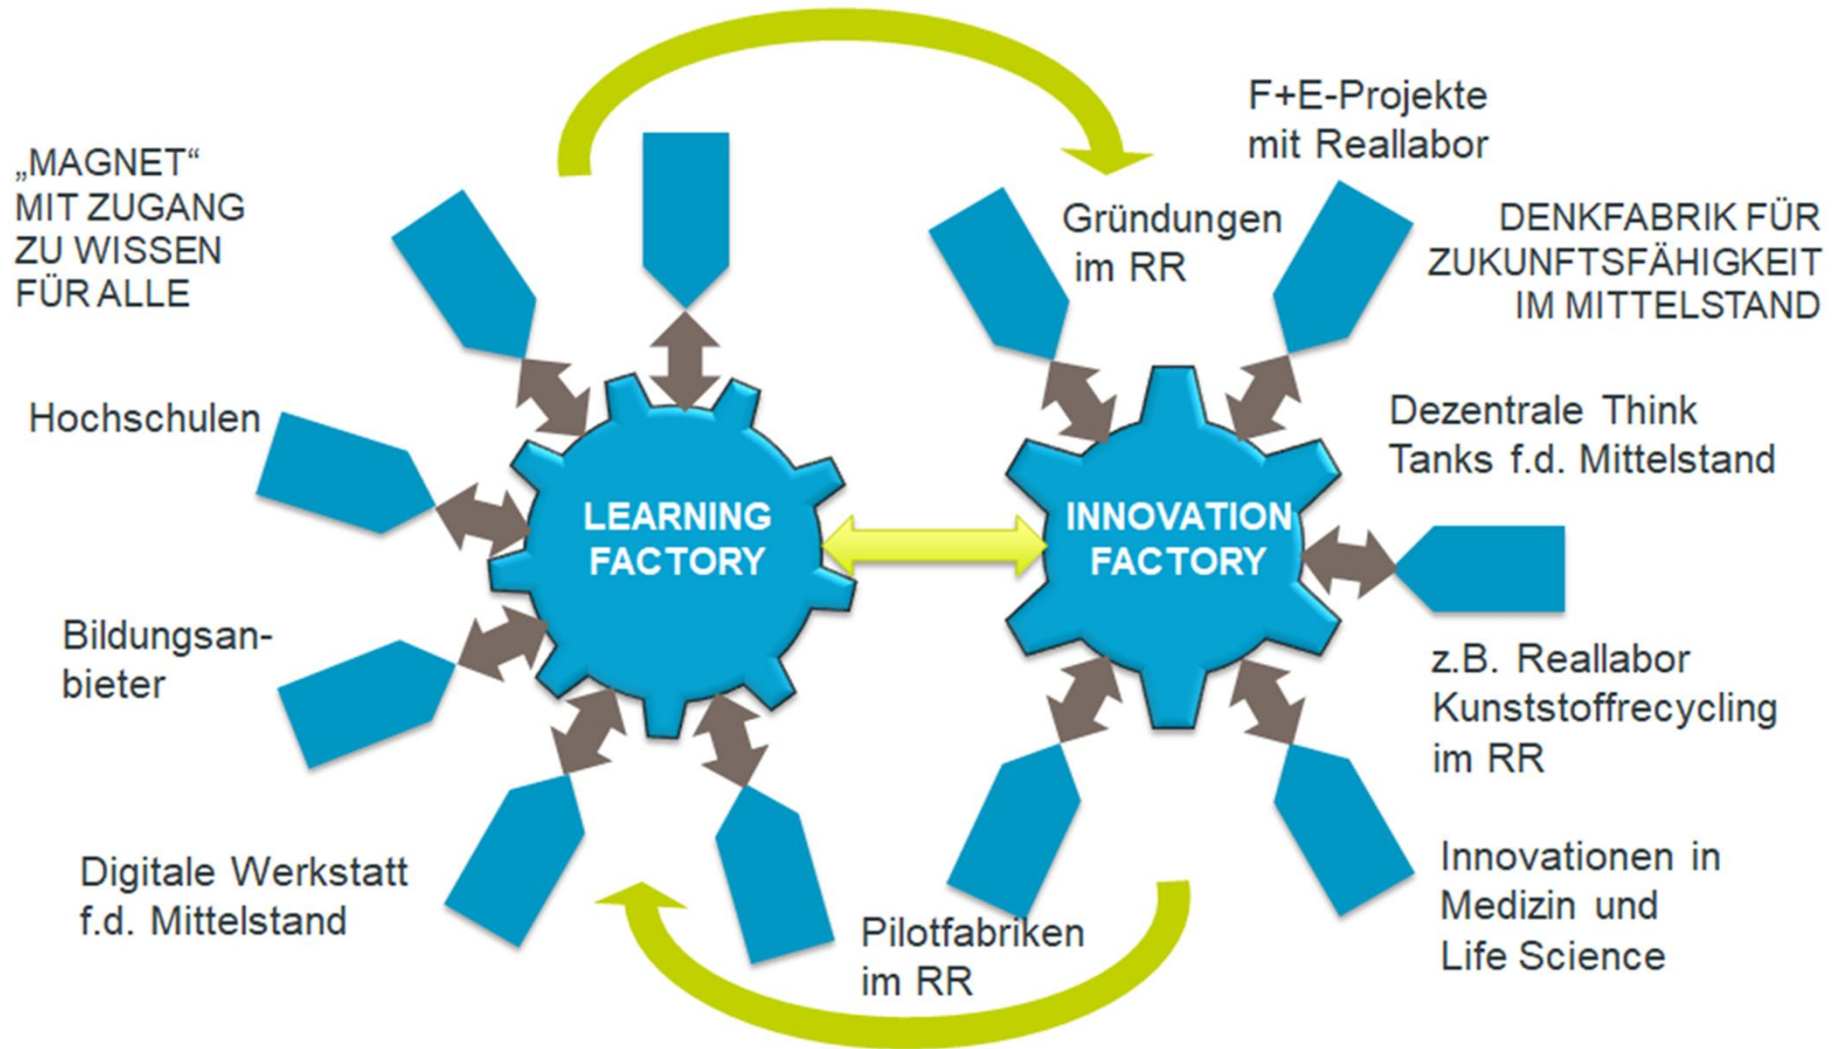 „MAGNET“
MIT ZUGANG
ZU WISSEN
FÜR ALLE
Hochschulen
Bildungsan-
bieter
Digitale Werkstatt
f.d. Mittelstand
LEARNING
FACTORY
Pilotfabriken
im RR
Gründungen
im RR
F+E-Projekte
mit Reallabor
DENKFABRIK FÜR
ZUKUNFTSFÄHIGKEIT
IM MITTELSTAND
INNOVATION
FACTORY
Dezentrale Think
Tanks f.d. Mittelstand
z.B. Reallabor
Kunststoffrecycling
im RR
Innovationen in
Medizin und
Life Science